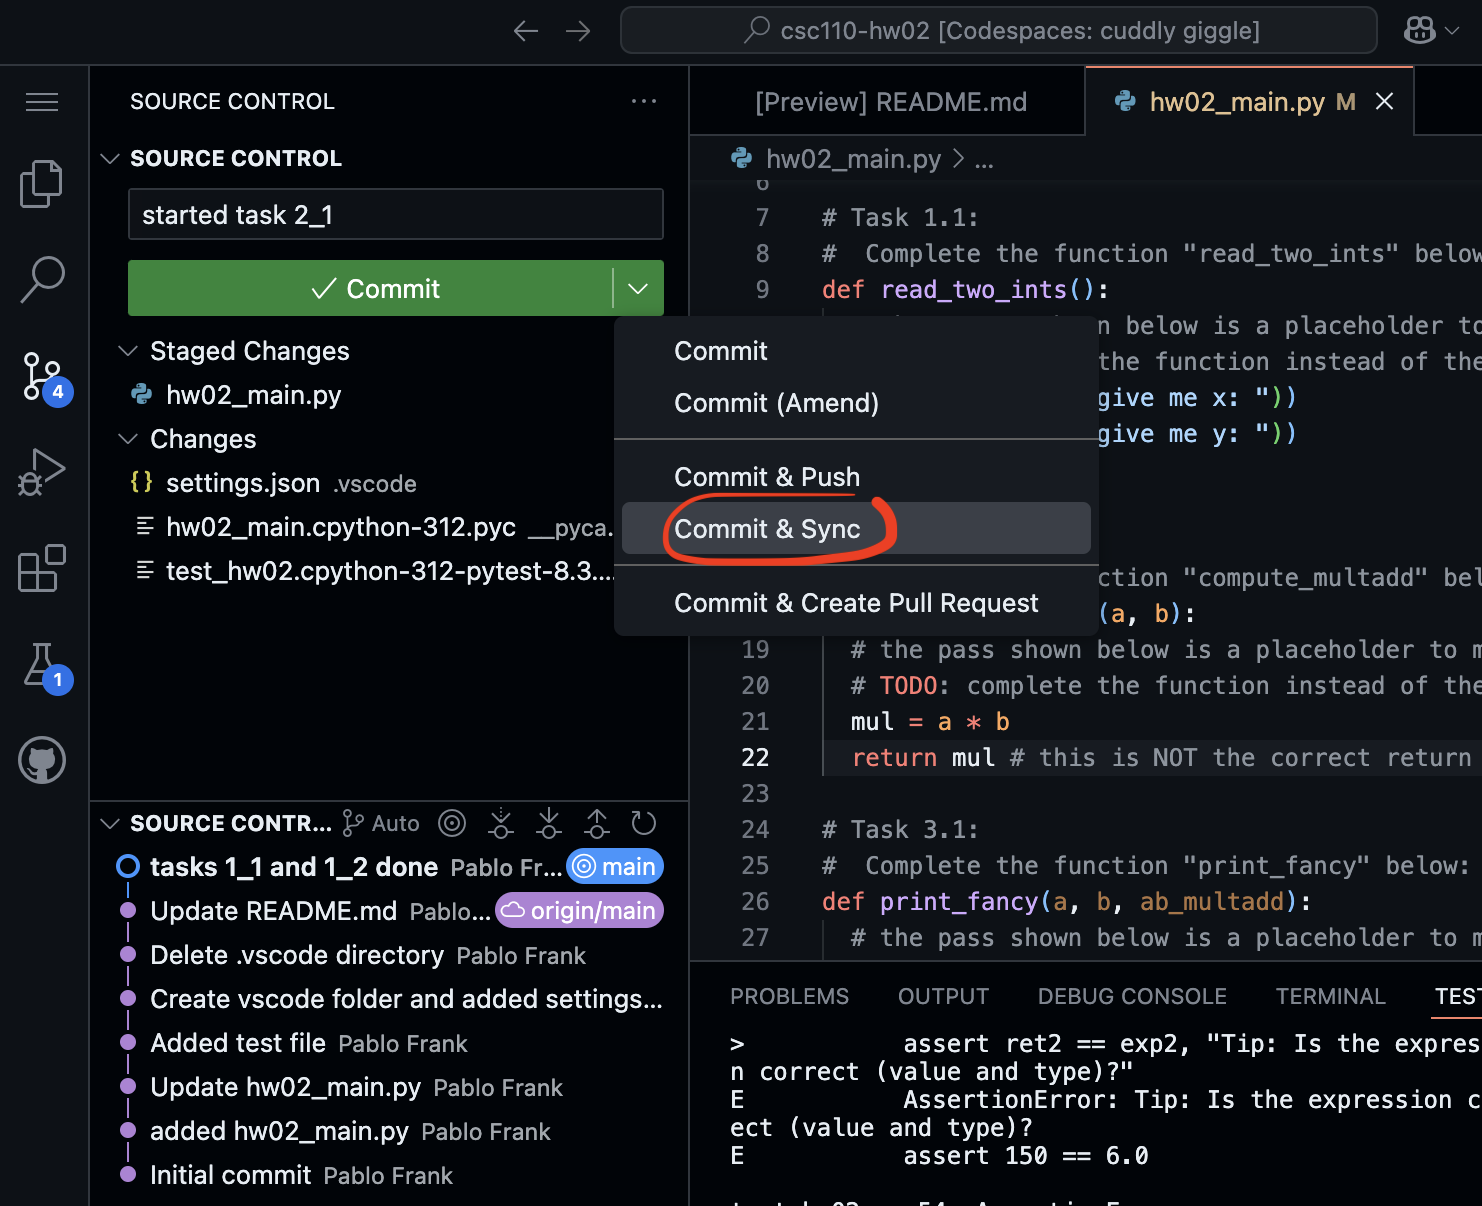 csc110-hw02 [Codespaces: cuddly giggle]
SOURCE CONTROL
SOURCE CONTROL
started task 2_1
Commit
Staged Changes
hw02_main.py
Changes
settings.json .vscode
hw02_main.cpython-312.pyc __pyca.
test_hw02.cpython-312-pytest-8.3....
4
1
Commit
Commit (Amend)
Commit & Push
Commit & Sync
Commit & Create Pull Request
SOURCE CONTR... Auto
tasks 1_1 and 1_2 done Pablo Fr... main
Update README.md Pablo... origin/main
Delete .vscode directory Pablo Frank
Create vscode folder and added settings...
Added test file Pablo Frank
Update hw02_main.py Pablo Frank
added hw02_main.py Pablo Frank
Initial commit Pablo Frank
[Preview] README.md
hw02_main.py M
hw02_main.py > ...
6
7 # Task 1.1:
8 # Complete the function "read_two_ints" below
9 def read_two_ints():
n below is a placeholder to
the function instead of the
give me x: "))
give me y: "))
ction "compute_multadd" bel
(a, b):
19 # the pass shown below is a placeholder to m
20 # TODO: complete the function instead of the
21 mul = a * b
22 return mul # this is NOT the correct return
23
24 # Task 3.1:
25 # Complete the function "print_fancy" below:
26 def print_fancy(a, b, ab_multadd):
27 # the pass shown below is a placeholder to m
PROBLEMS OUTPUT DEBUG CONSOLE TERMINAL TEST
> assert ret2 == exp2, "Tip: Is the expres
n correct (value and type)?"
E AssertionError: Tip: Is the expression c
ect (value and type)?
E assert 150 == 6.0